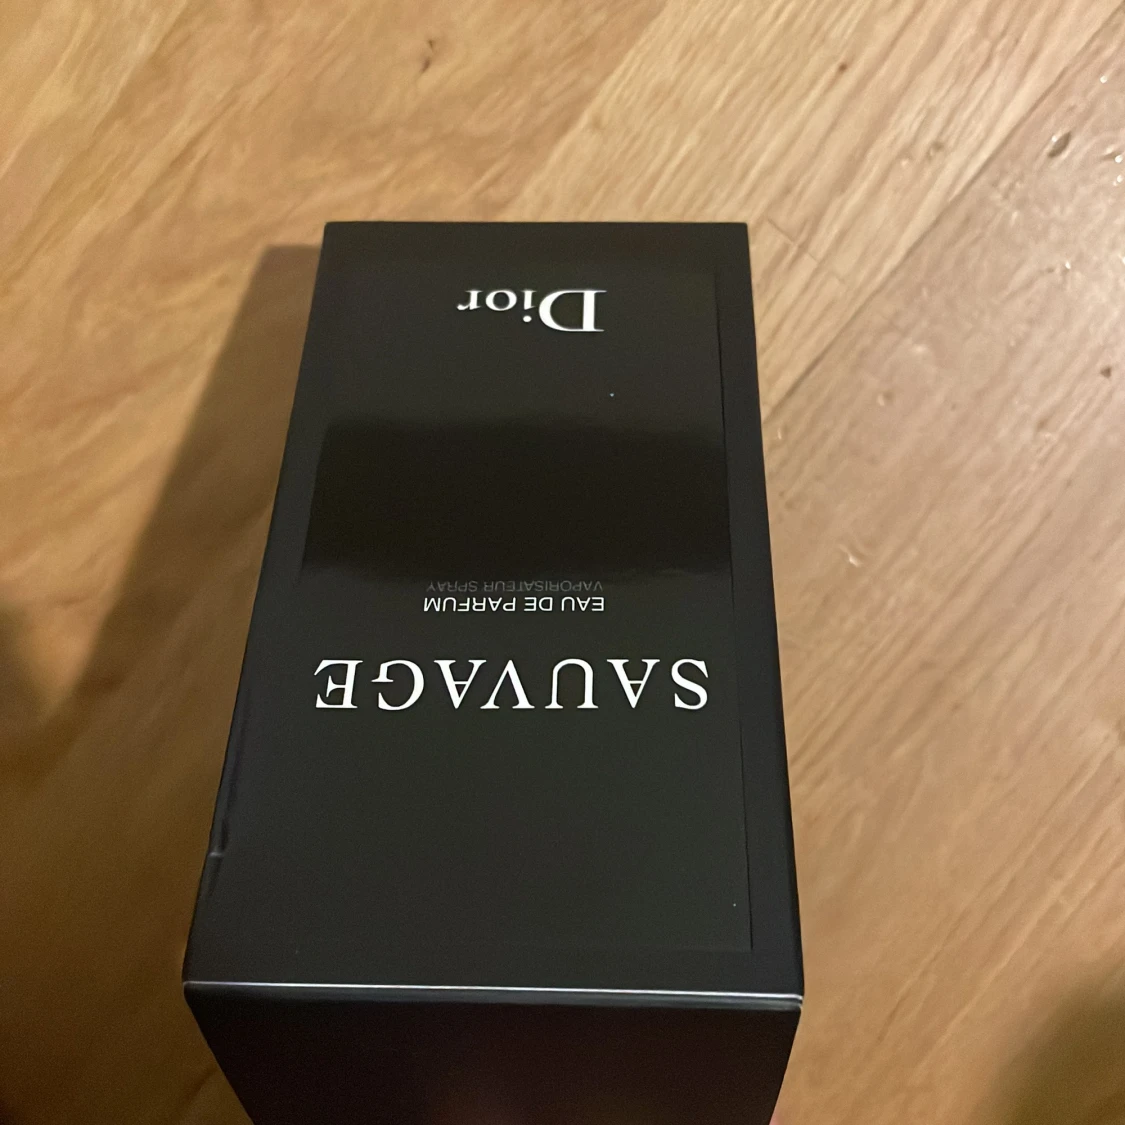 SAUVAGE
EAU DE PARFUM
VAPORISATEUR SPRAY
Dior